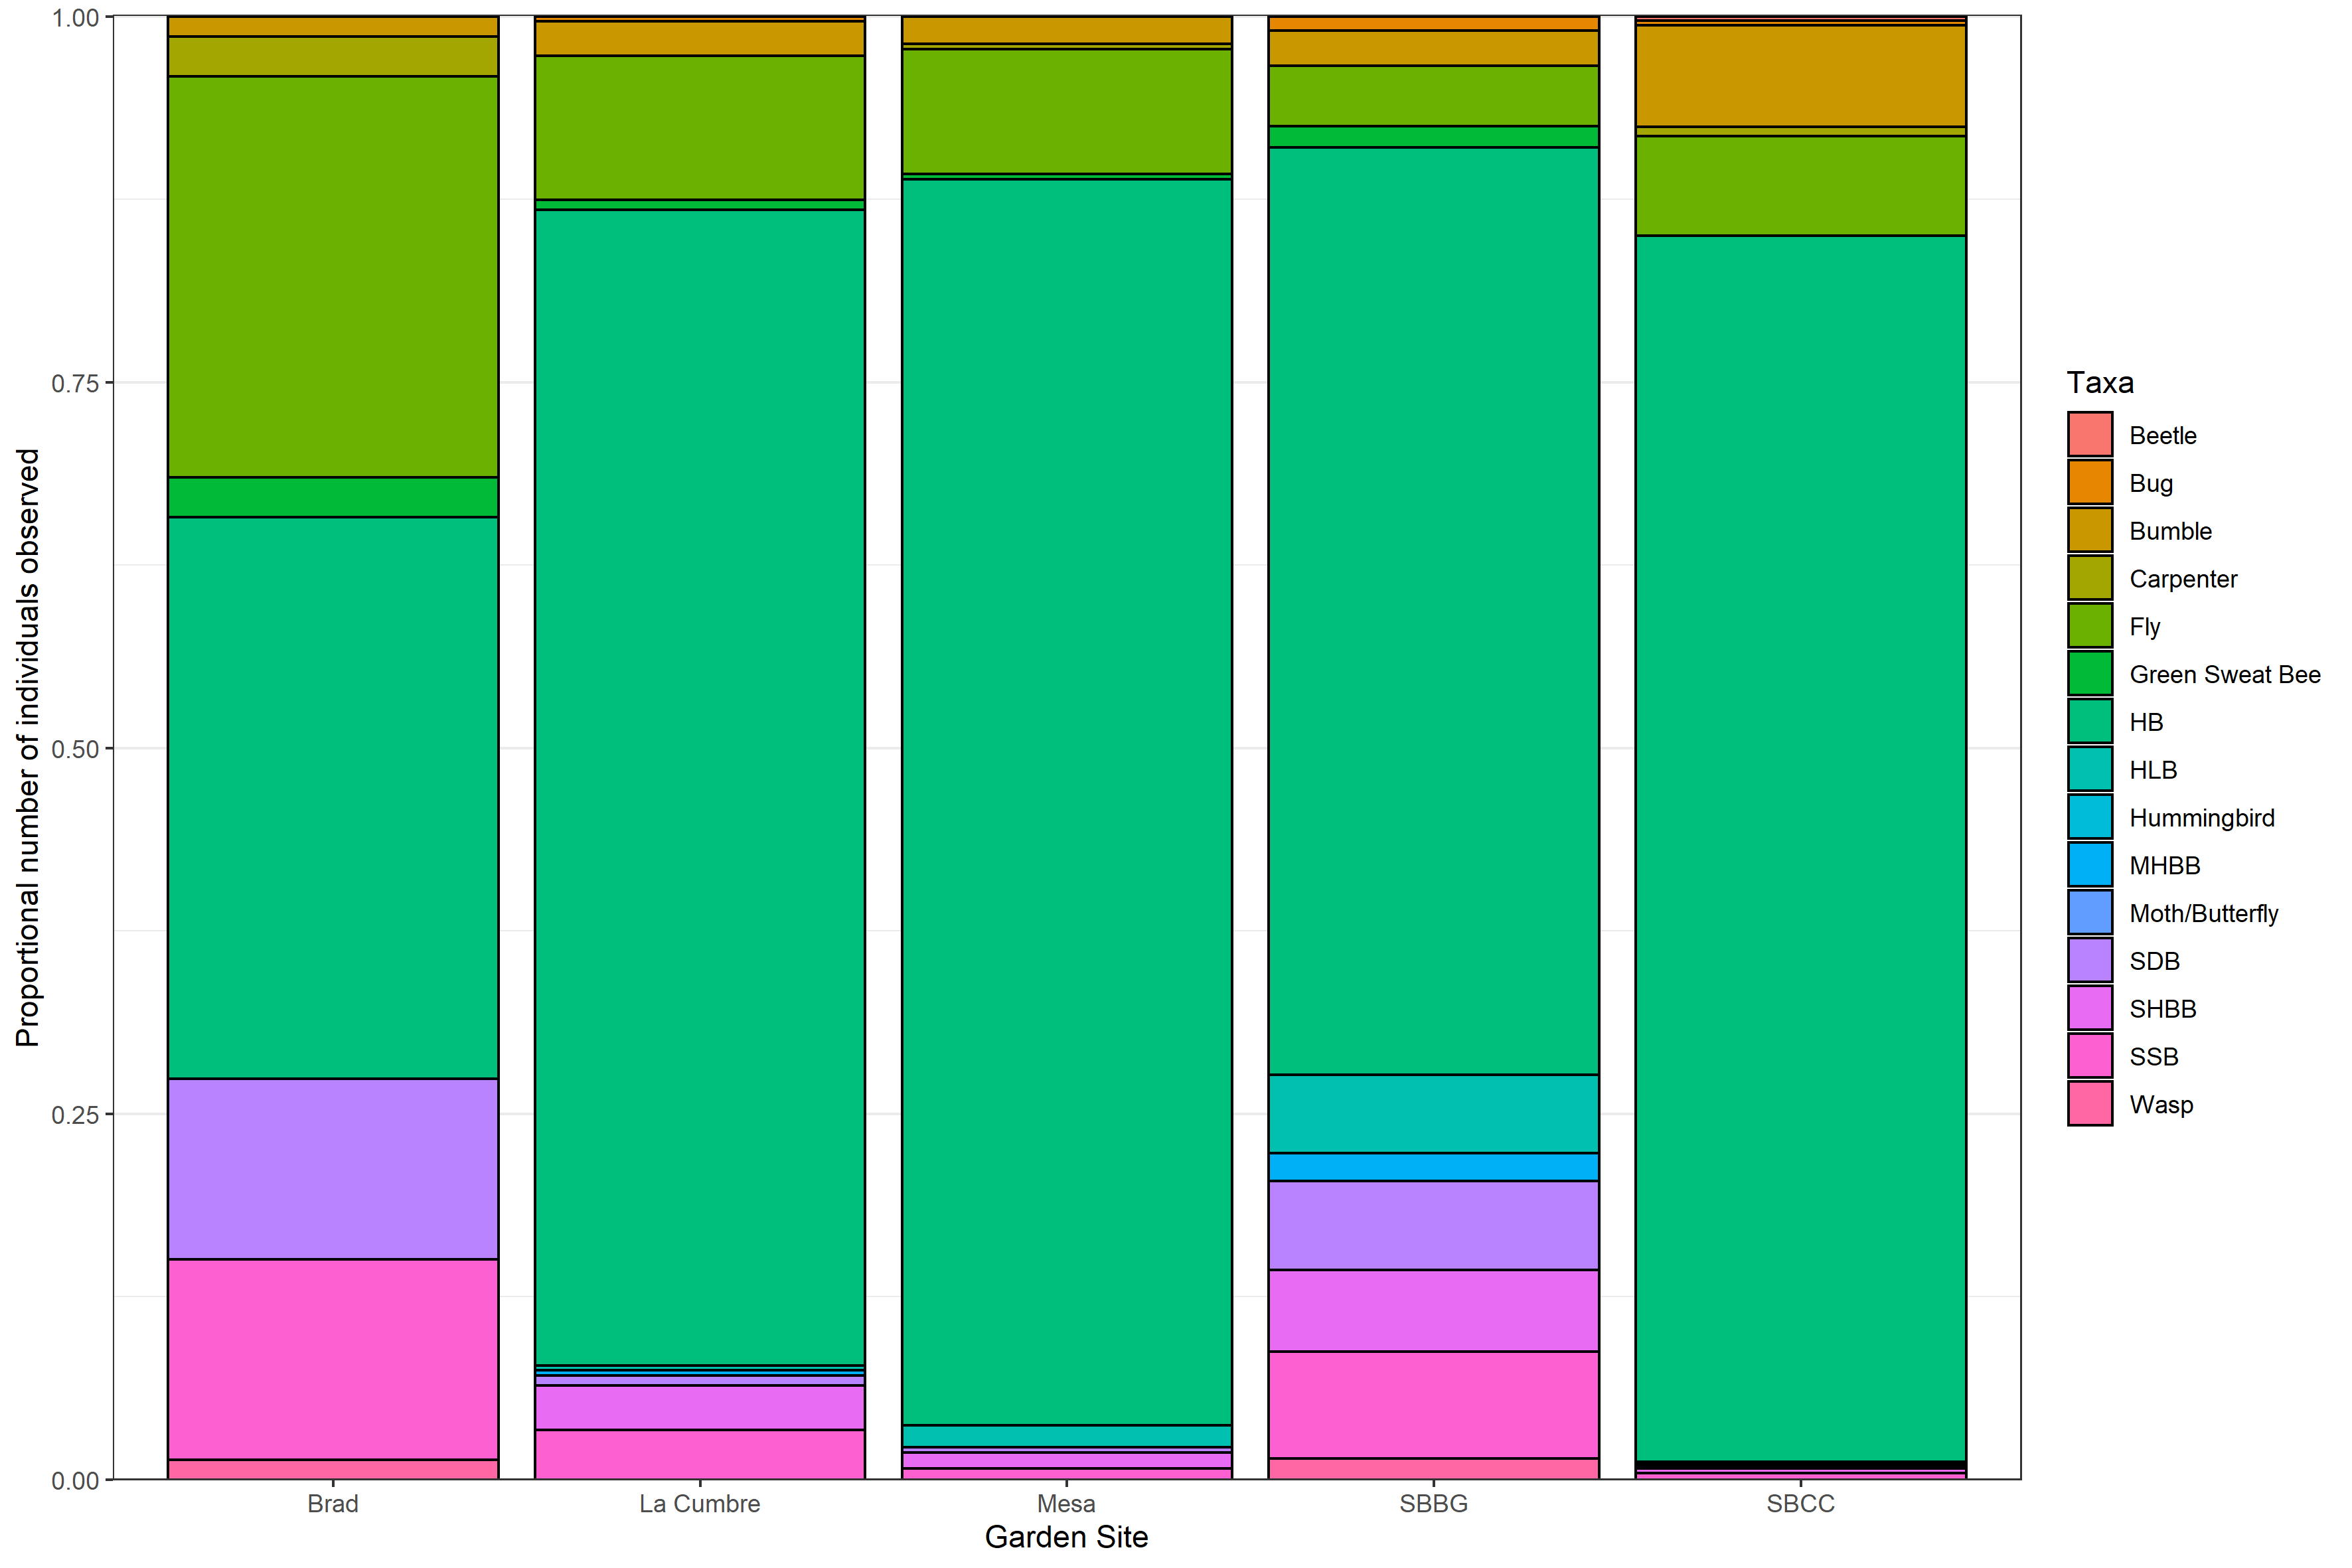 1.00
0.75
0.50
0.25
0.00
Proportional number of individuals observed
Brad
La Cumbre
Mesa
SBBG
SBCC
Garden Site
Taxa
Beetle
Bug
Bumble
Carpenter
Fly
Green Sweat Bee
HB
HLB
Hummingbird
MHBB
Moth/Butterfly
SDB
SHBB
SSB
Wasp